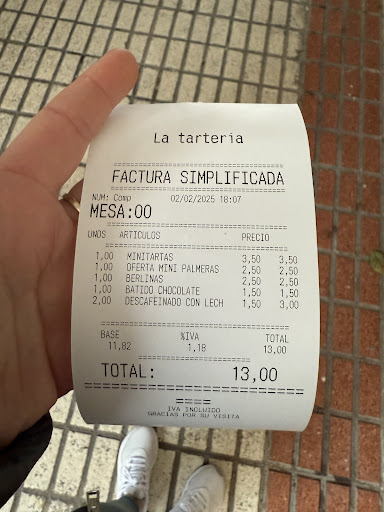 La tarteria
FACTURA SIMPLIFICADA
NUM: Comp 02/02/2025 18:07
MESA:00
UNDS ARTICULOS PRECIO
1,00 MINITARTAS 3,50 3,50
1,00 OFERTA MINI PALMERAS 2,50 2,50
1,00 BERLINAS 2,50 2,50
1,00 BATIDO CHOCOLATE 1,50 1,50
2,00 DESCAFEINADO CON LECH 1,50 3,00
BASE %IVA TOTAL
11,82 1,18 13,00
TOTAL: 13,00
IVA INCLUIDO
GRACIAS POR SU VISITA